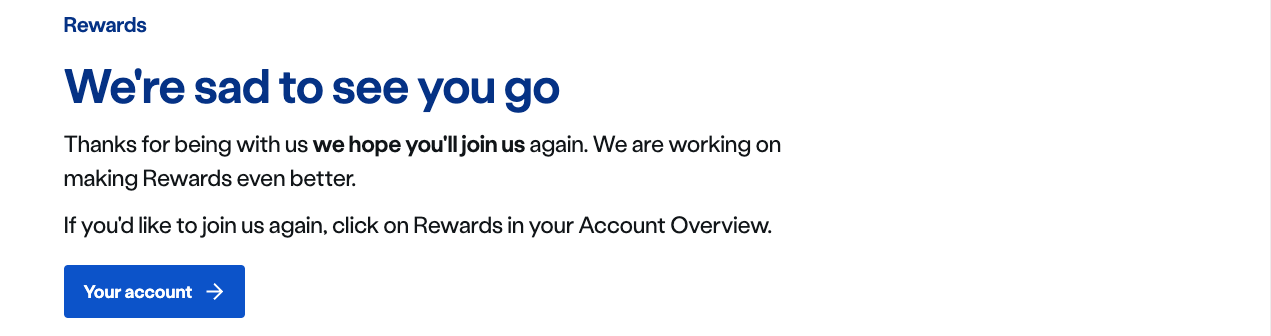 Rewards
We're sad to see you go
Thanks for being with us we hope you'll join us again. We are working on
making Rewards even better.
If you'd like to join us again, click on Rewards in your Account Overview.
Your account